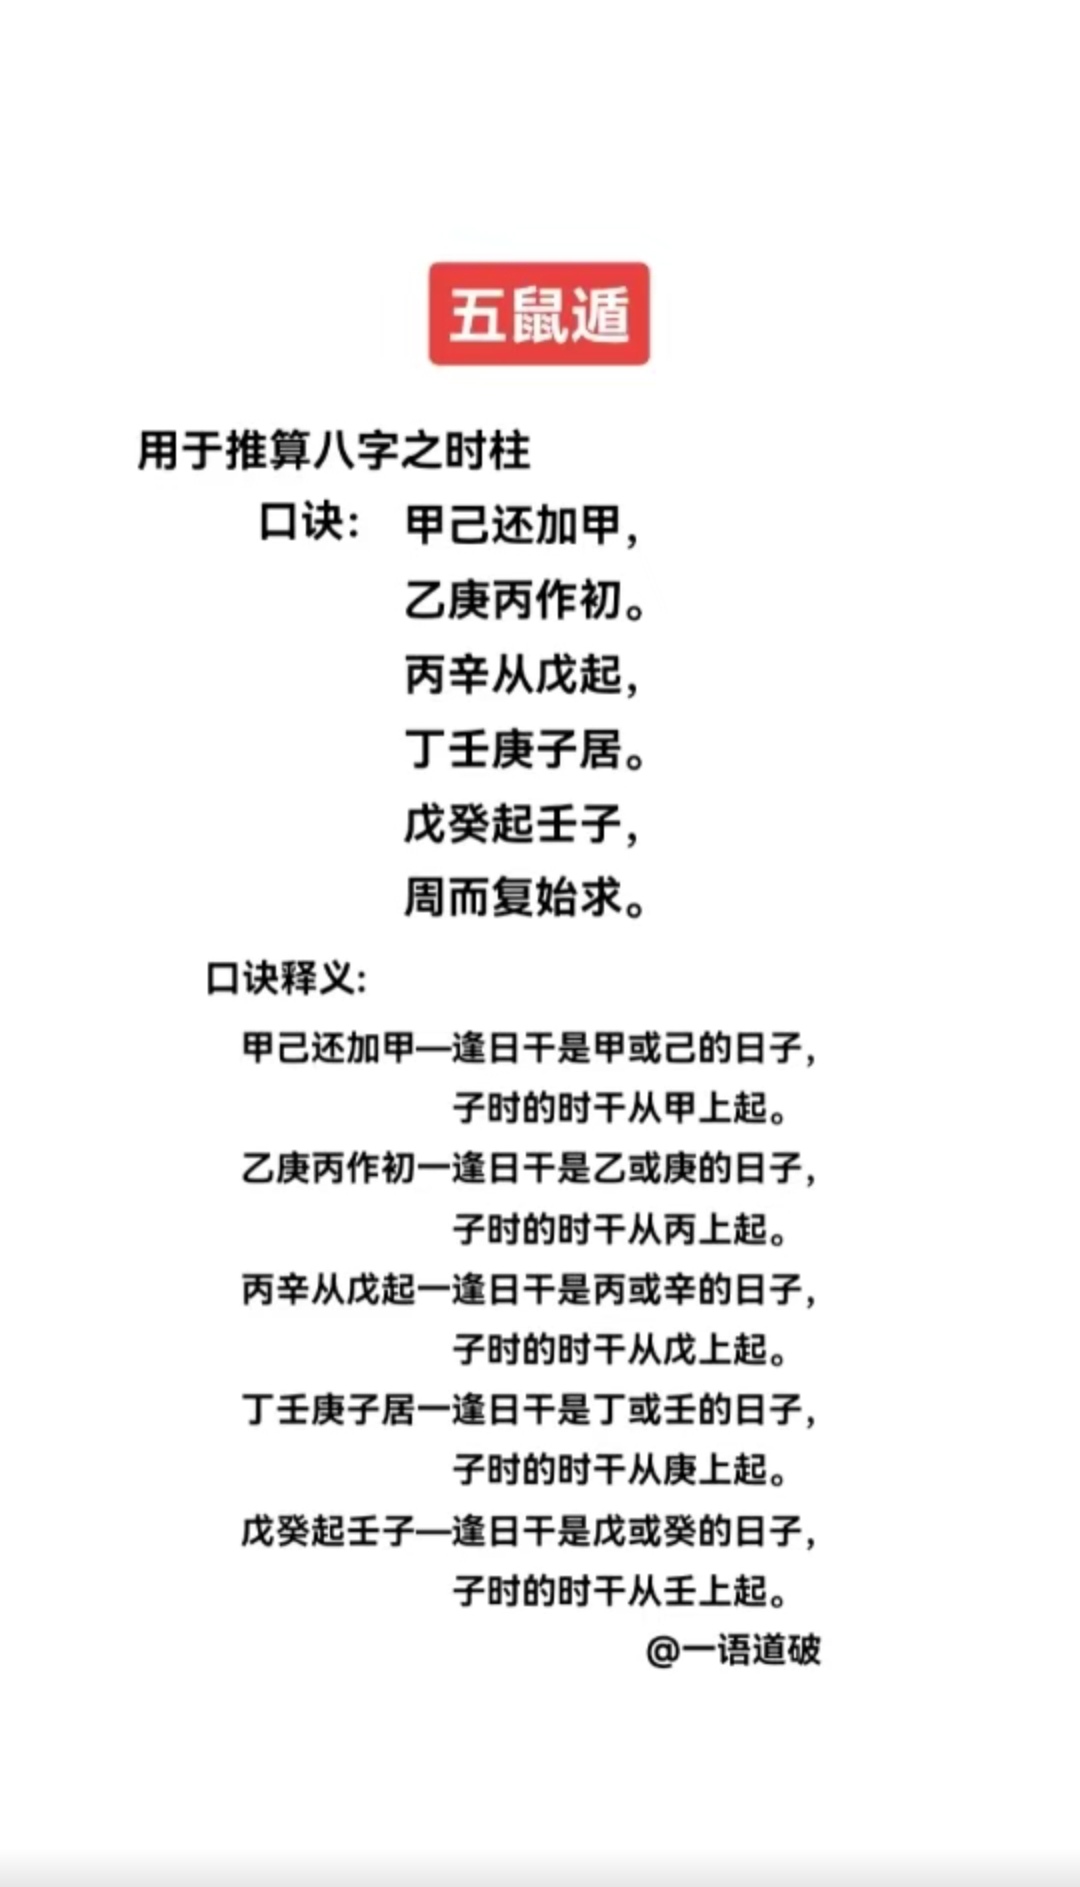 五鼠遁
用于推算八字之时柱
口诀: 甲己还加甲,
乙庚丙作初。
丙辛从戊起,
丁壬庚子居。
戊癸起壬子,
周而复始求。
口诀释义:
甲己还加甲—逢日干是甲或己的日子,
子时的时干从甲上起。
乙庚丙作初一逢日干是乙或庚的日子,
子时的时干从丙上起。
丙辛从戊起一逢日干是丙或辛的日子,
子时的时干从戊上起。
丁壬庚子居一逢日干是丁或壬的日子,
子时的时干从庚上起。
戊癸起壬子—逢日干是戊或癸的日子,
子时的时干从壬上起。
@一语道破